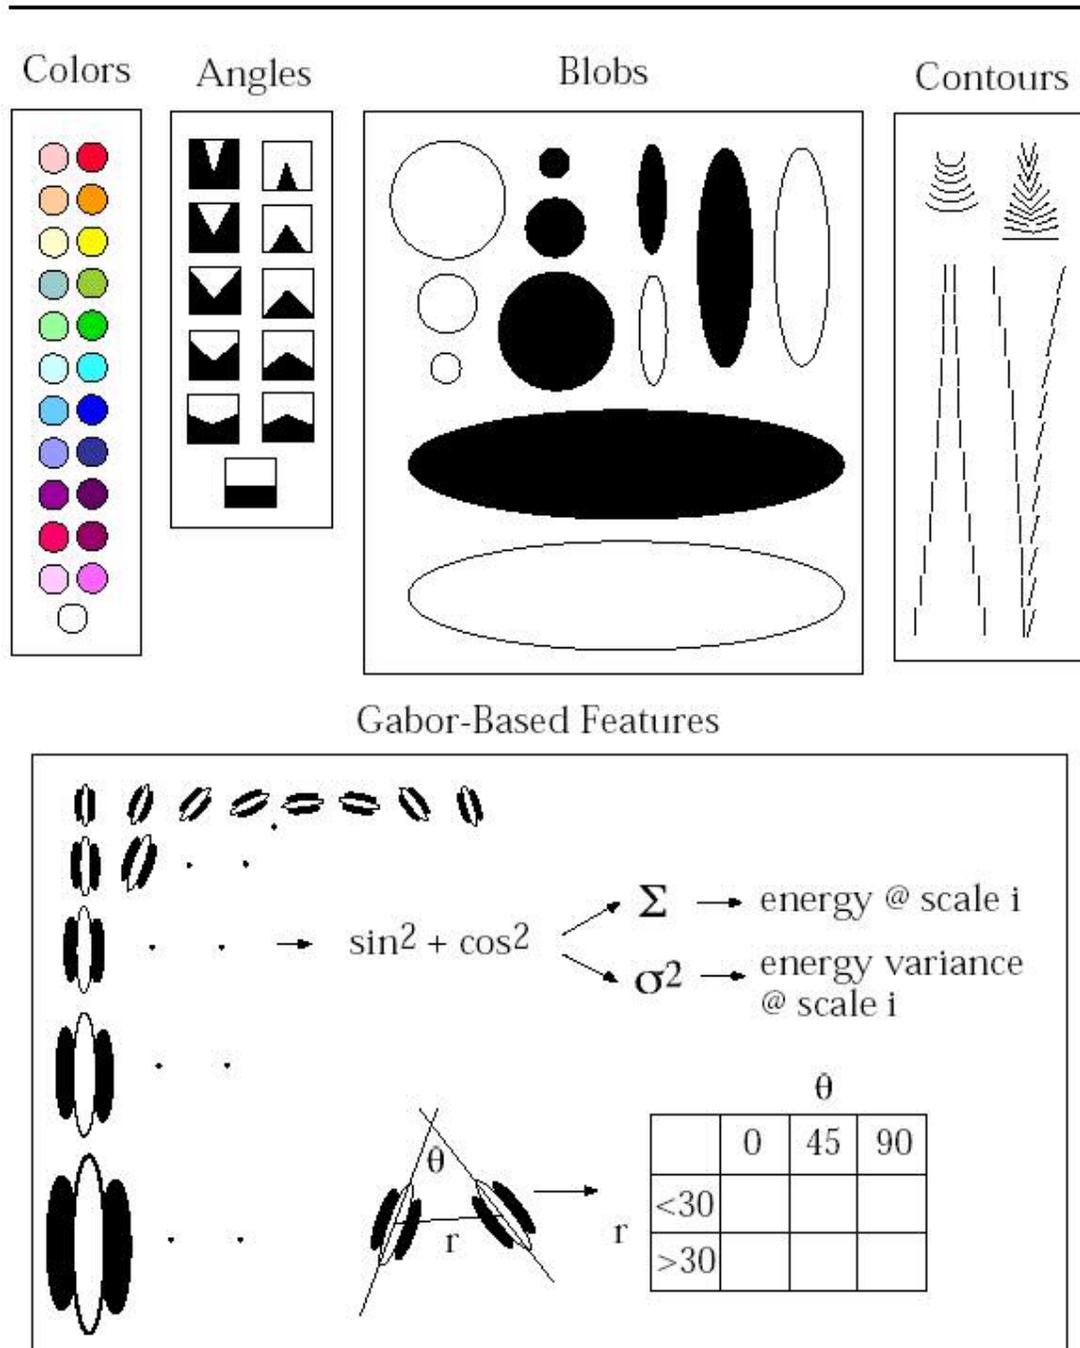 Colors
Angles
Blobs
Contours
Gabor-Based Features
sin2 + cos2
Σ
energy @ scale i
σ2
energy variance
@ scale i
θ
r
θ
0 45 90
r
<30
>30